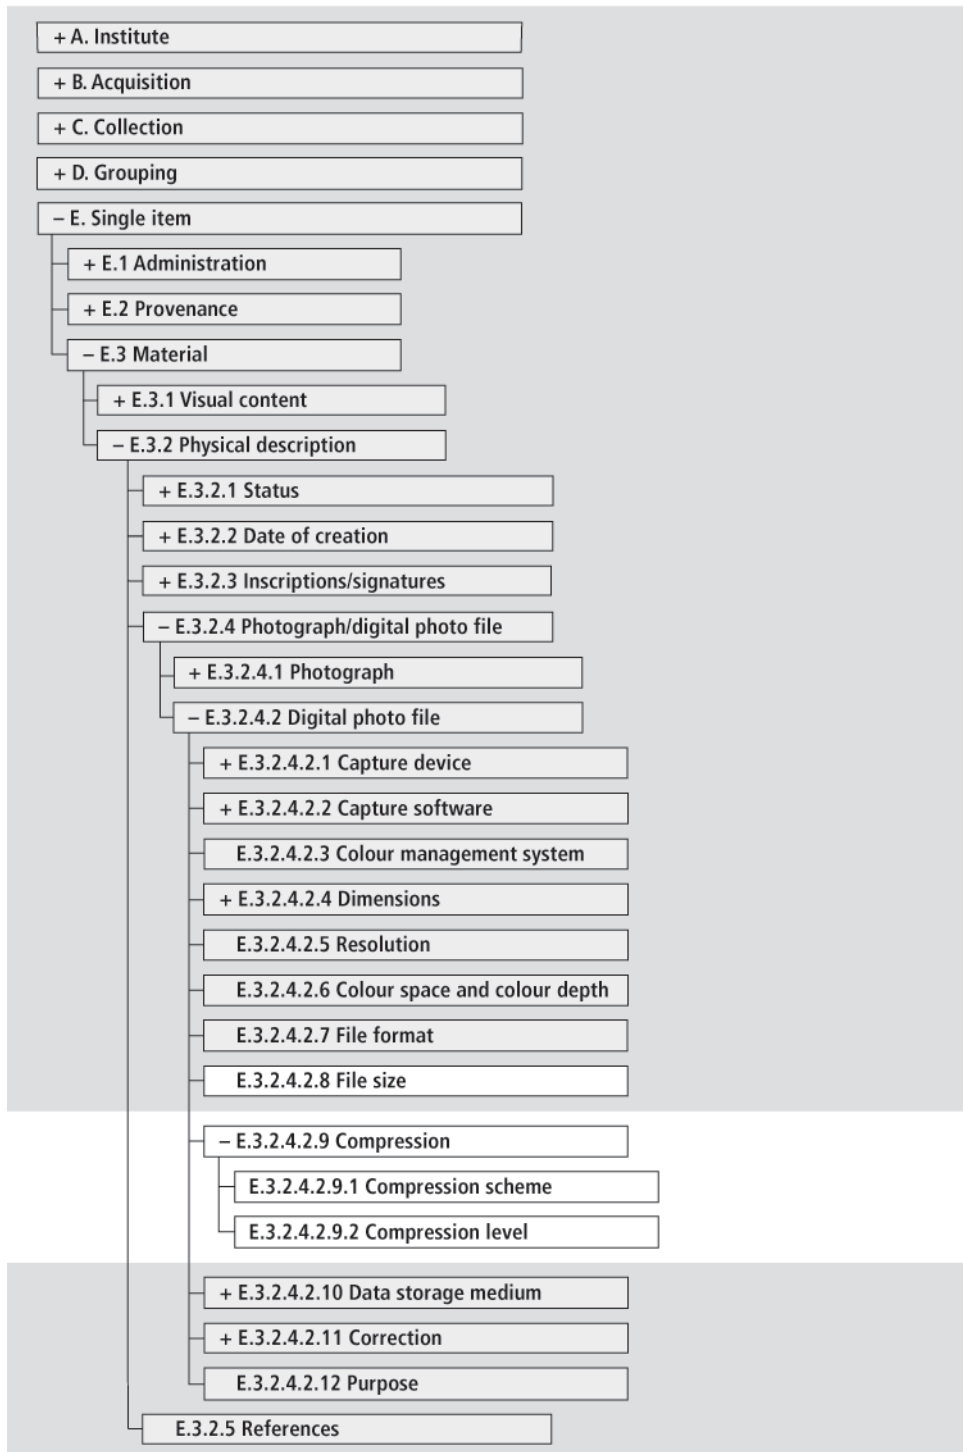 + A. Institute
+ B. Acquisition
+ C. Collection
+ D. Grouping
– E. Single item
+ E.1 Administration
+ E.2 Provenance
– E.3 Material
+ E.3.1 Visual content
– E.3.2 Physical description
+ E.3.2.1 Status
+ E.3.2.2 Date of creation
+ E.3.2.3 Inscriptions/signatures
– E.3.2.4 Photograph/digital photo file
+ E.3.2.4.1 Photograph
– E.3.2.4.2 Digital photo file
+ E.3.2.4.2.1 Capture device
+ E.3.2.4.2.2 Capture software
E.3.2.4.2.3 Colour management system
+ E.3.2.4.2.4 Dimensions
E.3.2.4.2.5 Resolution
E.3.2.4.2.6 Colour space and colour depth
E.3.2.4.2.7 File format
E.3.2.4.2.8 File size
– E.3.2.4.2.9 Compression
E.3.2.4.2.9.1 Compression scheme
E.3.2.4.2.9.2 Compression level
+ E.3.2.4.2.10 Data storage medium
+ E.3.2.4.2.11 Correction
E.3.2.4.2.12 Purpose
E.3.2.5 References